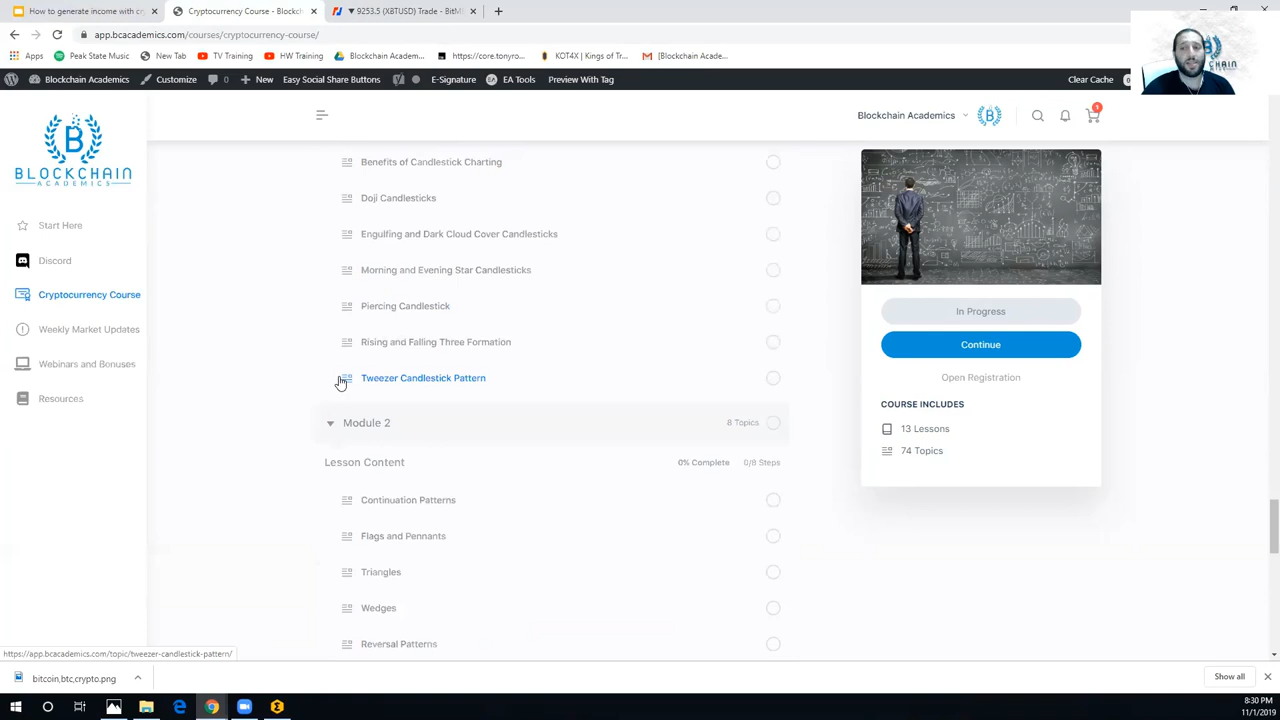 How to generate income with c
Cryptocurrency Course - Blockch
▼ 9253.5 (XBTUSD) Trade - BitM
app.bcacademics.com/courses/cryptocurrency-course/
Apps
Peak State Music
New Tab
TV Training
HW Training
Blockchain Academ...
https://core.tonyro...
KOT4X | Kings of Tr...
[Blockchain Acade...
Blockchain Academics
Customize
0
New
Easy Social Share Buttons
E-Signature
EA Tools
Preview With Tag
Clear Cache
BLOCKCHAIN
ACADEMICS
Blockchain Academics
1
Start Here
Discord
Cryptocurrency Course
Weekly Market Updates
Webinars and Bonuses
Resources
Benefits of Candlestick Charting
Doji Candlesticks
Engulfing and Dark Cloud Cover Candlesticks
Morning and Evening Star Candlesticks
Piercing Candlestick
Rising and Falling Three Formation
Tweezer Candlestick Pattern
Module 2
8 Topics
Lesson Content
0% Complete
0/8 Steps
Continuation Patterns
Flags and Pennants
Triangles
Wedges
Reversal Patterns
In Progress
Continue
Open Registration
COURSE INCLUDES
13 Lessons
74 Topics
https://app.bcacademics.com/topic/tweezer-candlestick-pattern/
bitcoin,btc,crypto.png
Show all
8:30 PM
11/1/2019